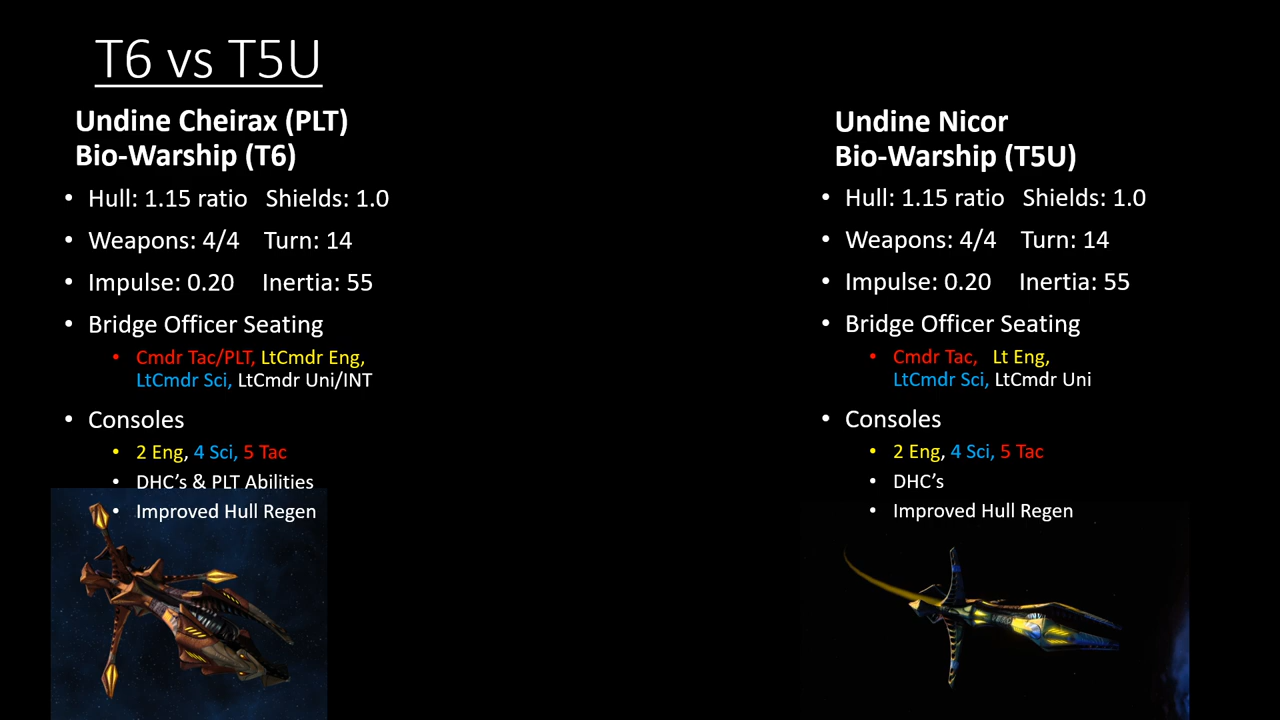 T6 vs T5U
Undine Cheirax (PLT)
Bio-Warship (T6)
• Hull: 1.15 ratio Shields: 1.0
• Weapons: 4/4 Turn: 14
• Impulse: 0.20 Inertia: 55
• Bridge Officer Seating
• Cmdr Tac/PLT, LtCmdr Eng,
LtCmdr Sci, LtCmdr Uni/INT
• Consoles
• 2 Eng, 4 Sci, 5 Tac
• DHC’s & PLT Abilities
• Improved Hull Regen
Undine Nicor
Bio-Warship (T5U)
• Hull: 1.15 ratio Shields: 1.0
• Weapons: 4/4 Turn: 14
• Impulse: 0.20 Inertia: 55
• Bridge Officer Seating
• Cmdr Tac, Lt Eng,
LtCmdr Sci, LtCmdr Uni
• Consoles
• 2 Eng, 4 Sci, 5 Tac
• DHC’s
• Improved Hull Regen